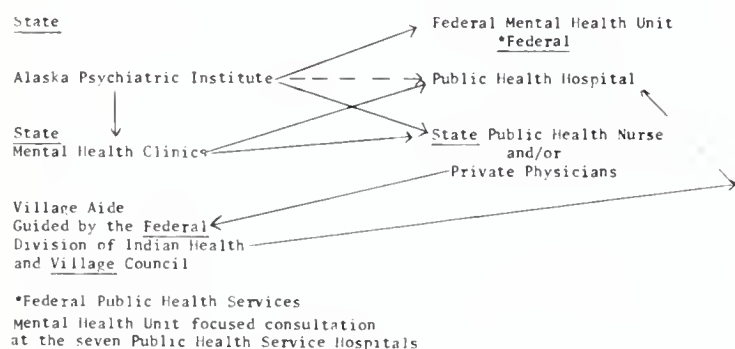 State
Federal Mental Health Unit
*Federal
Alaska Psychiatric Institute
Public Health Hospital
State
Mental Health Clinics
State Public Health Nurse
and/or
Private Physicians
Village Aide
Guided by the Federal
Division of Indian Health
and Village Council
*Federal Public Health Services
Mental Health Unit focused consultation
at the seven Public Health Service Hospitals